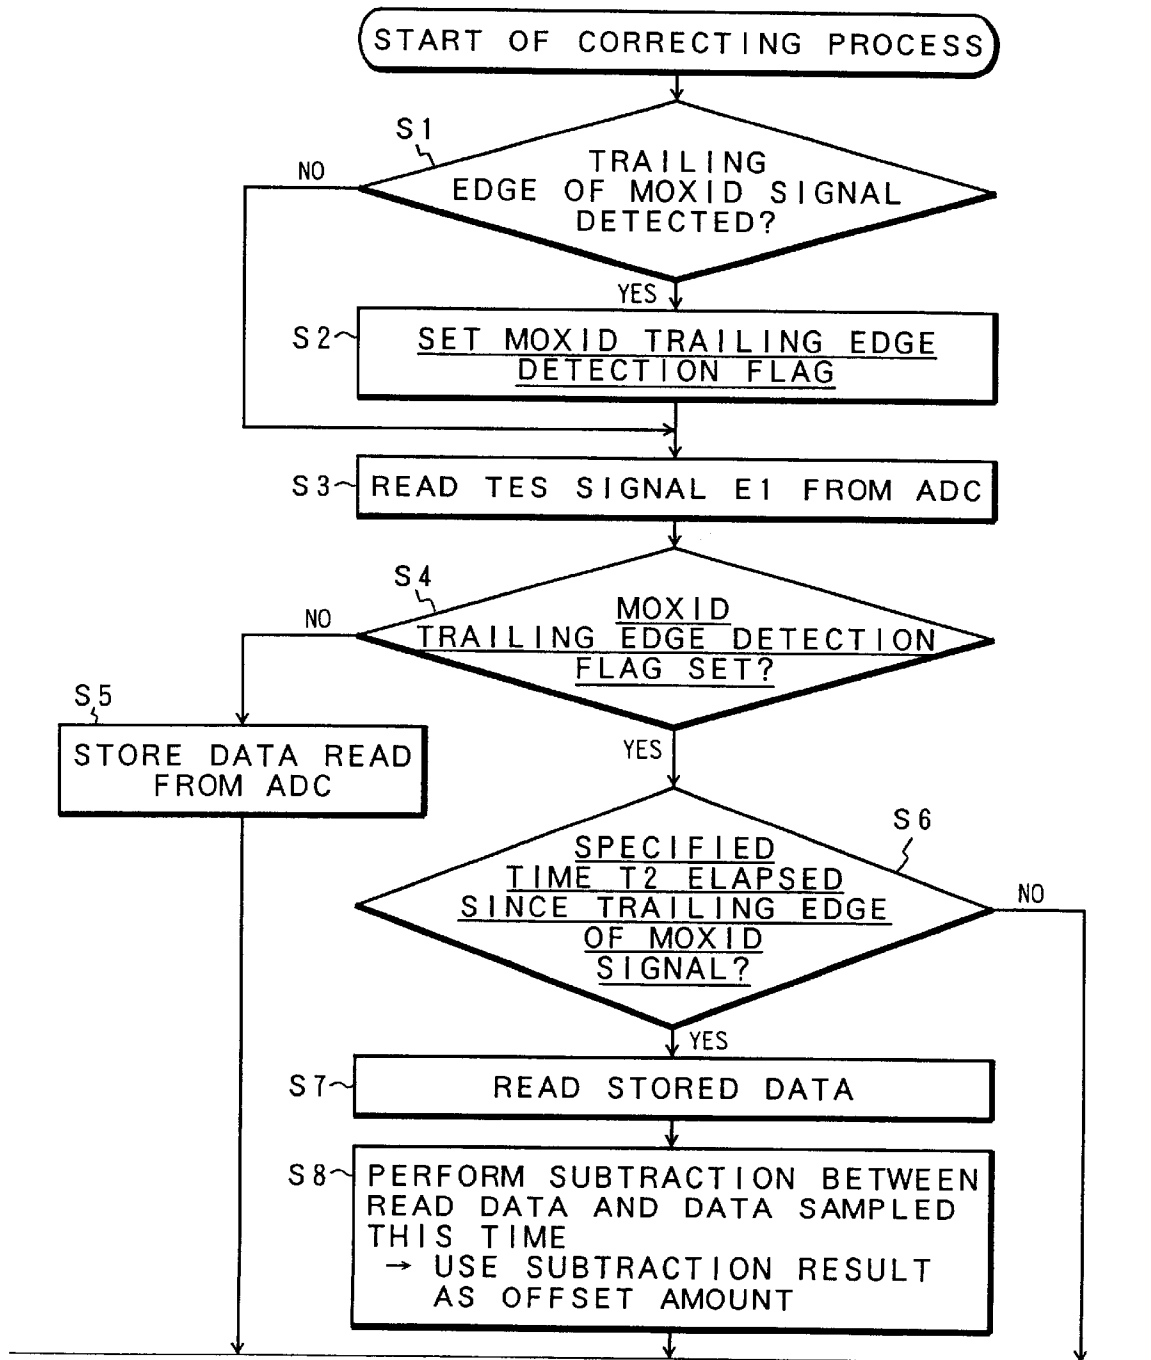 START OF CORRECTING PROCESS
S1
NO
TRAILING
EDGE OF MOXID SIGNAL
DETECTED?
YES
S2
SET MOXID TRAILING EDGE
DETECTION FLAG
S3
READ TES SIGNAL E1 FROM ADC
S4
NO
MOXID
TRAILING EDGE DETECTION
FLAG SET?
S5
YES
STORE DATA READ
FROM ADC
S6
SPECIFIED
TIME T2 ELAPSED
SINCE TRAILING EDGE
OF MOXID
SIGNAL?
NO
YES
S7
READ STORED DATA
S8
PERFORM SUBTRACTION BETWEEN
READ DATA AND DATA SAMPLED
THIS TIME
→ USE SUBTRACTION RESULT
AS OFFSET AMOUNT